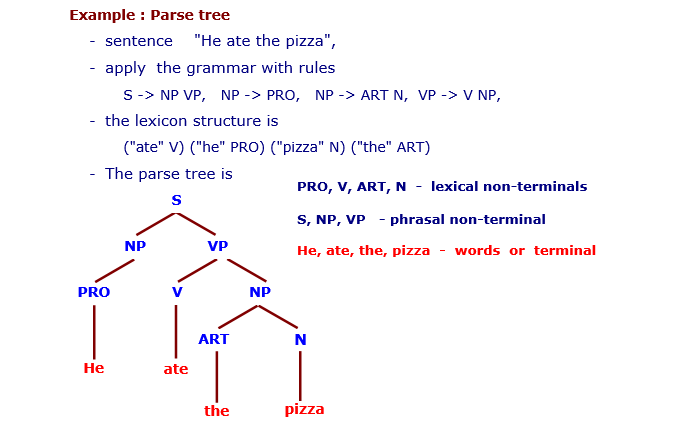 Example : Parse tree
- sentence "He ate the pizza",
- apply the grammar with rules
S -> NP VP, NP -> PRO, NP -> ART N, VP -> V NP,
- the lexicon structure is
("ate" V) ("he" PRO) ("pizza" N) ("the" ART)
- The parse tree is
PRO, V, ART, N - lexical non-terminals
S
S, NP, VP - phrasal non-terminal
NP VP
He, ate, the, pizza - words or terminal
PRO V NP
ART N
He ate
the pizza